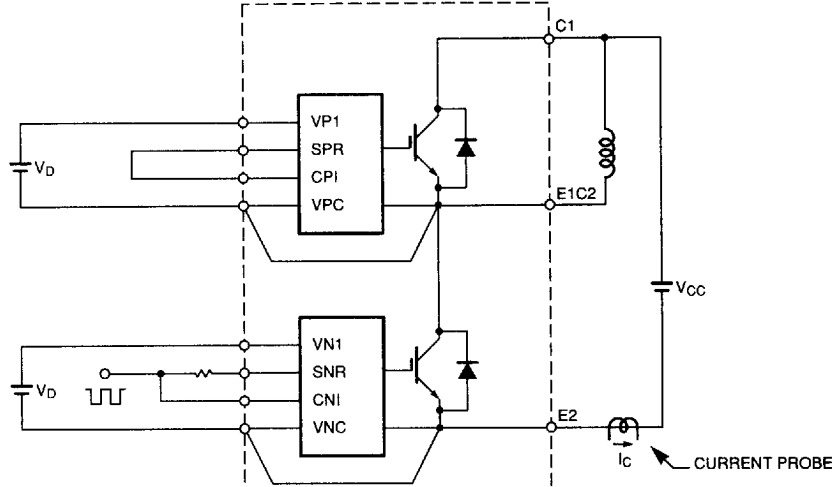 C1
VP1
SPR
CPI
VPC
VD
E1C2
VCC
VN1
SNR
CNI
VNC
VD
E2
IC
CURRENT PROBE